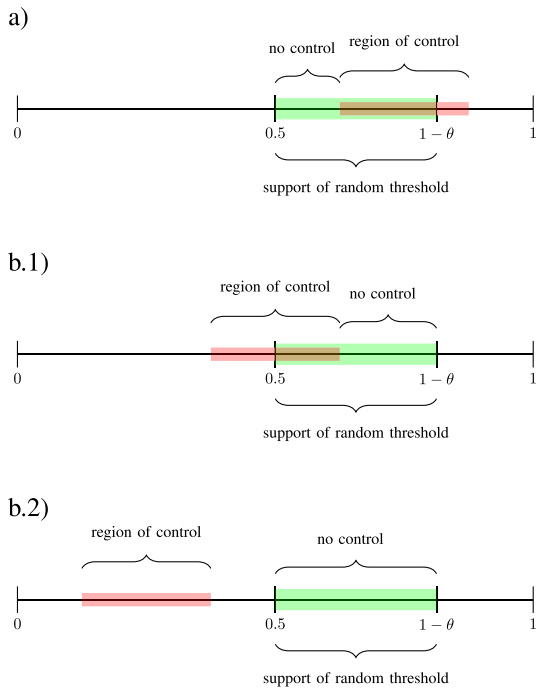 a)
no control region of control
0 0.5 1 − θ 1
support of random threshold
b.1)
region of control no control
0 0.5 1 − θ 1
support of random threshold
b.2)
region of control no control
0 0.5 1 − θ 1
support of random threshold